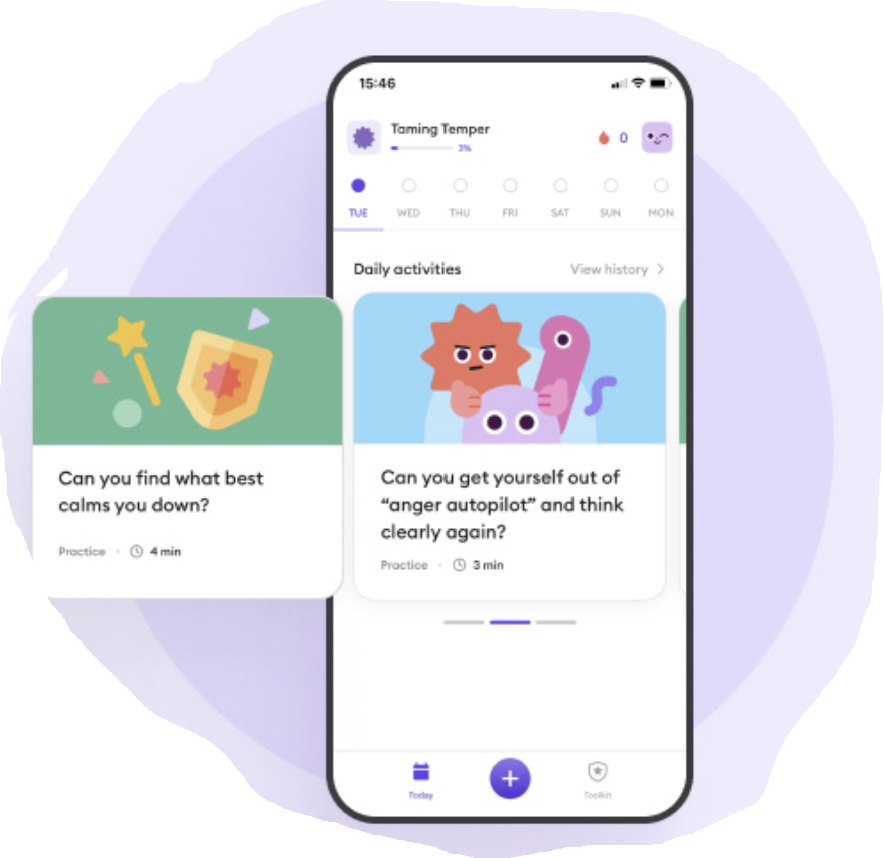 15:46
Taming Temper
3%
0
TUE WED THU FRI SAT SUN MON
Daily activities View history
Can you find what best
calms you down?
Practice · 4 min
Can you get yourself out of
“anger autopilot” and think
clearly again?
Practice · 3 min
Today Toolkit